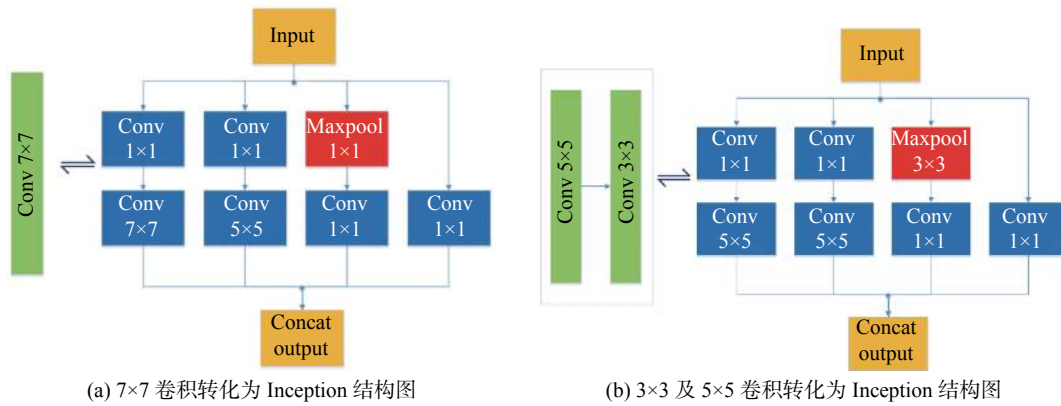 Input
Conv 7×7
Conv
1×1
Conv
1×1
Maxpool
1×1
Conv
7×7
Conv
5×5
Conv
1×1
Conv
1×1
Concat
output
(a) 7×7 卷积转化为 Inception 结构图
Input
Conv 5×5
Conv 3×3
Conv
1×1
Conv
1×1
Maxpool
3×3
Conv
5×5
Conv
5×5
Conv
1×1
Conv
1×1
Concat
output
(b) 3×3 及 5×5 卷积转化为 Inception 结构图